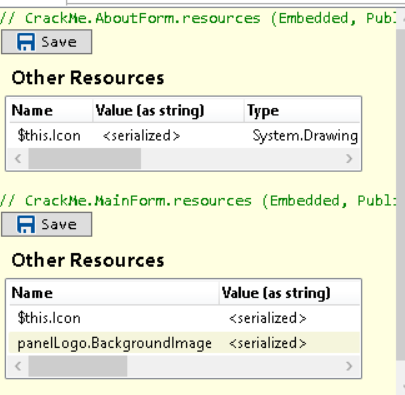 // CrackMe.AboutForm.resources (Embedded, Publ
Save
Other Resources
Name Value (as string) Type
$this.Icon <serialized> System.Drawing
// CrackMe.MainForm.resources (Embedded, Publi
Save
Other Resources
Name Value (as string)
$this.Icon <serialized>
panelLogo.BackgroundImage <serialized>